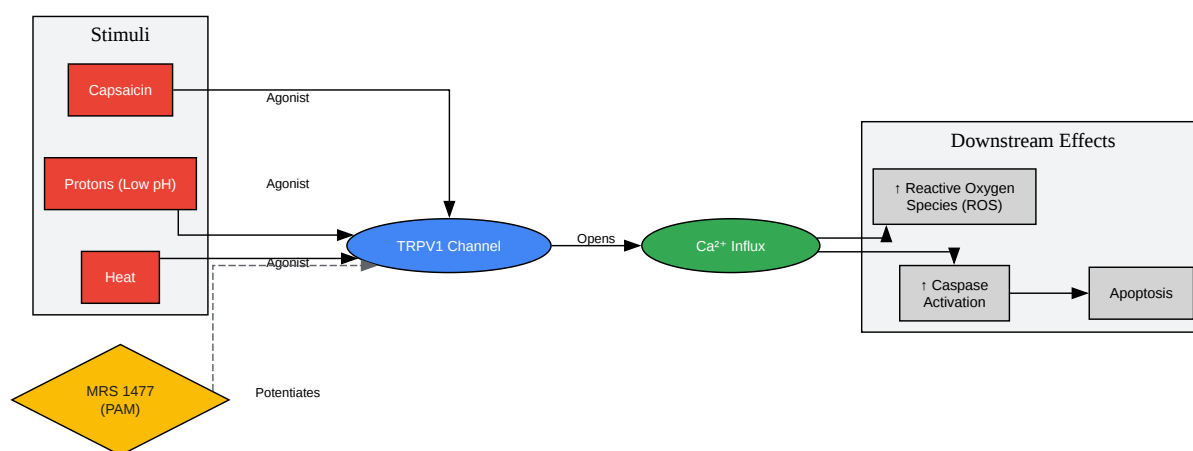 Stimuli
Capsaicin
Agonist
Protons (Low pH)
Agonist
Heat
Agonist
MRS 1477
(PAM)
Potentiates
TRPV1 Channel
Opens
Ca²⁺ Influx
Downstream Effects
↑ Reactive Oxygen
Species (ROS)
↑ Caspase
Activation
Apoptosis